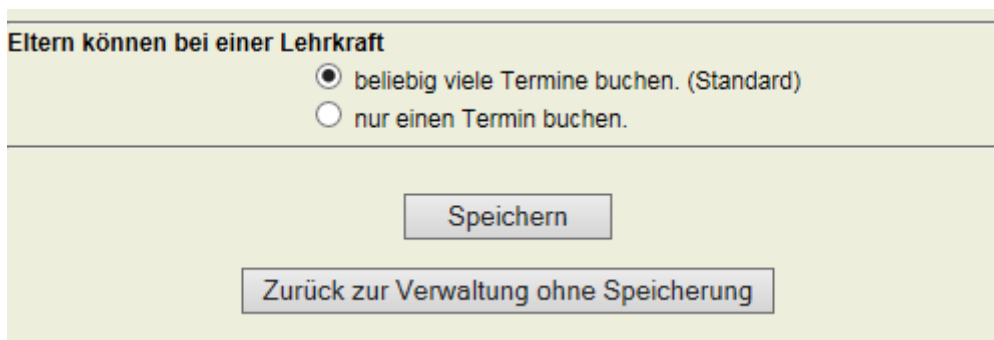 Eltern können bei einer Lehrkraft
beliebig viele Termine buchen. (Standard)
nur einen Termin buchen.
Speichern
Zurück zur Verwaltung ohne Speicherung